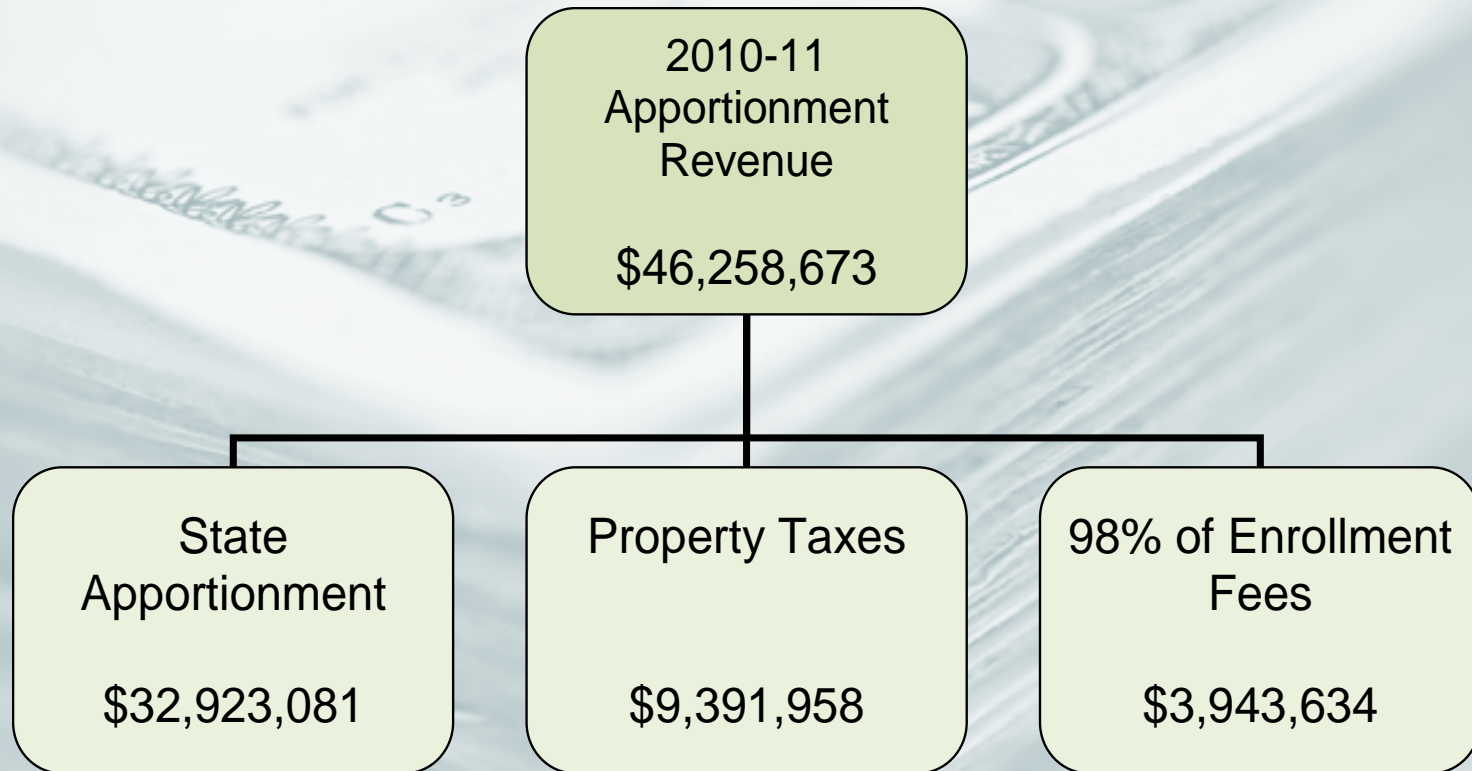 2010-11
Apportionment
Revenue
$46,258,673
State
Apportionment
$32,923,081
Property Taxes
$9,391,958
98% of Enrollment
Fees
$3,943,634